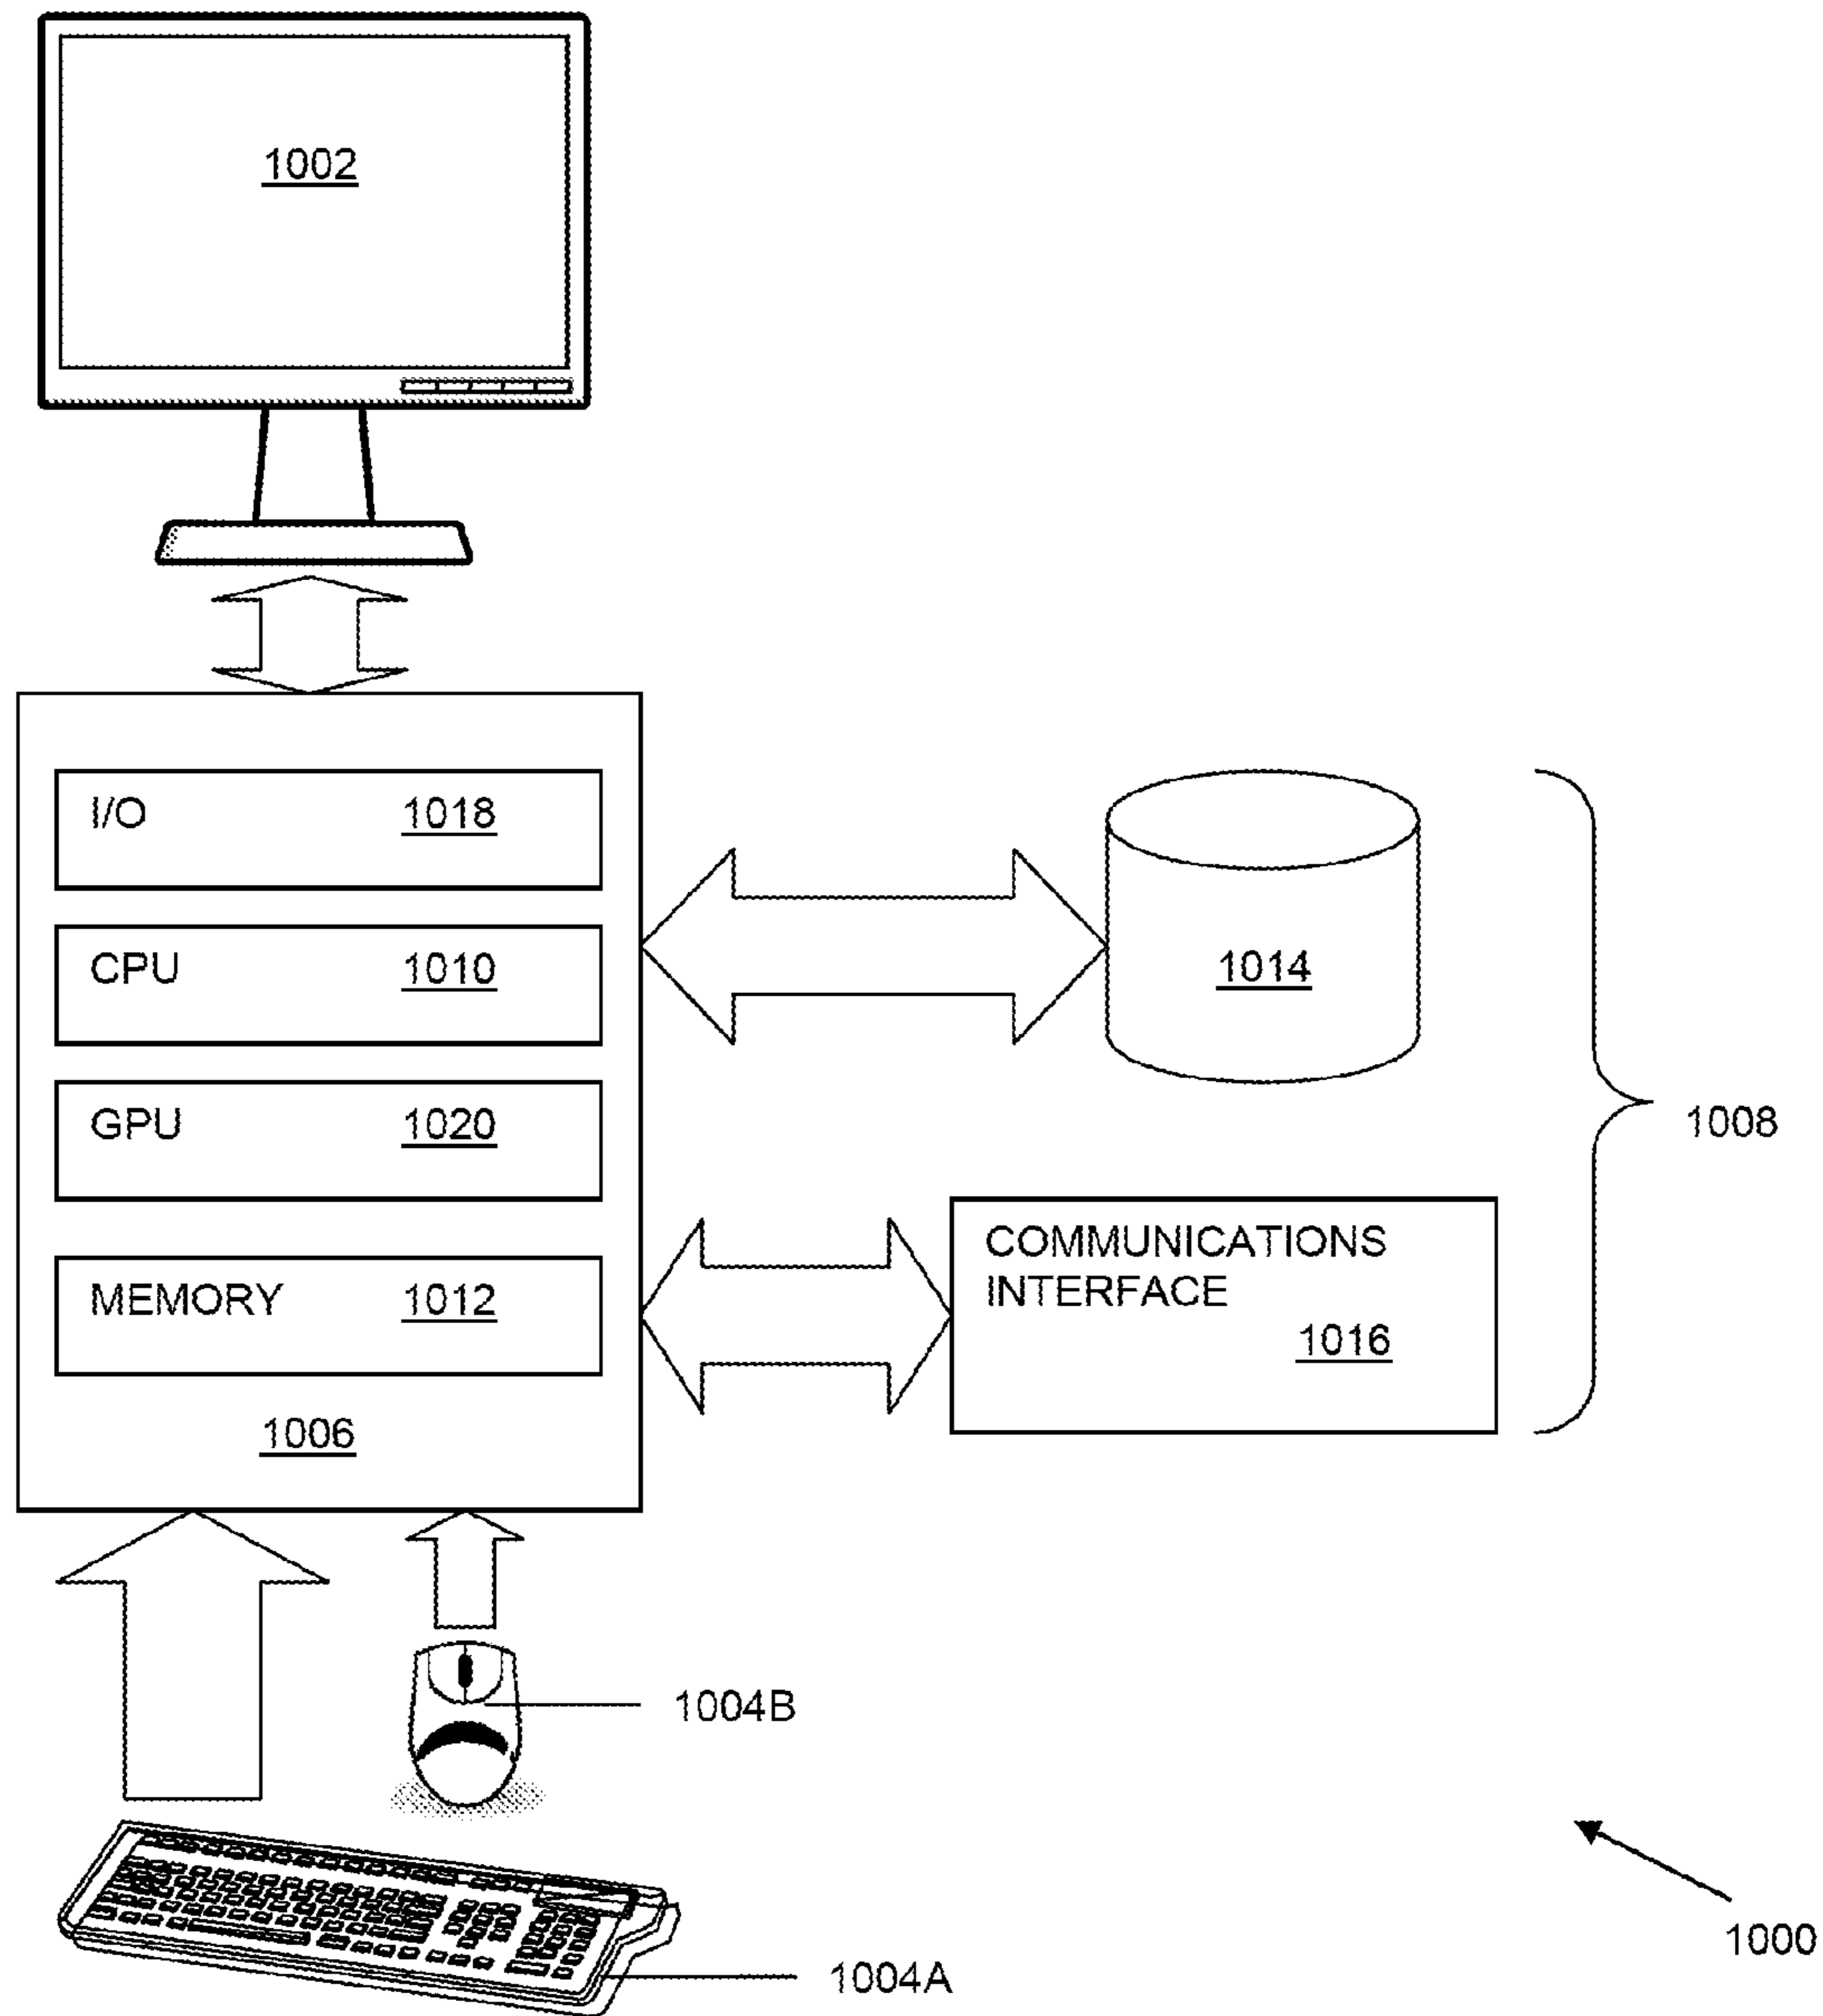 1002
I/O 1018
CPU 1010
GPU 1020
MEMORY 1012
1006
1014
COMMUNICATIONS
INTERFACE
1016
1008
1004B
1004A
1000